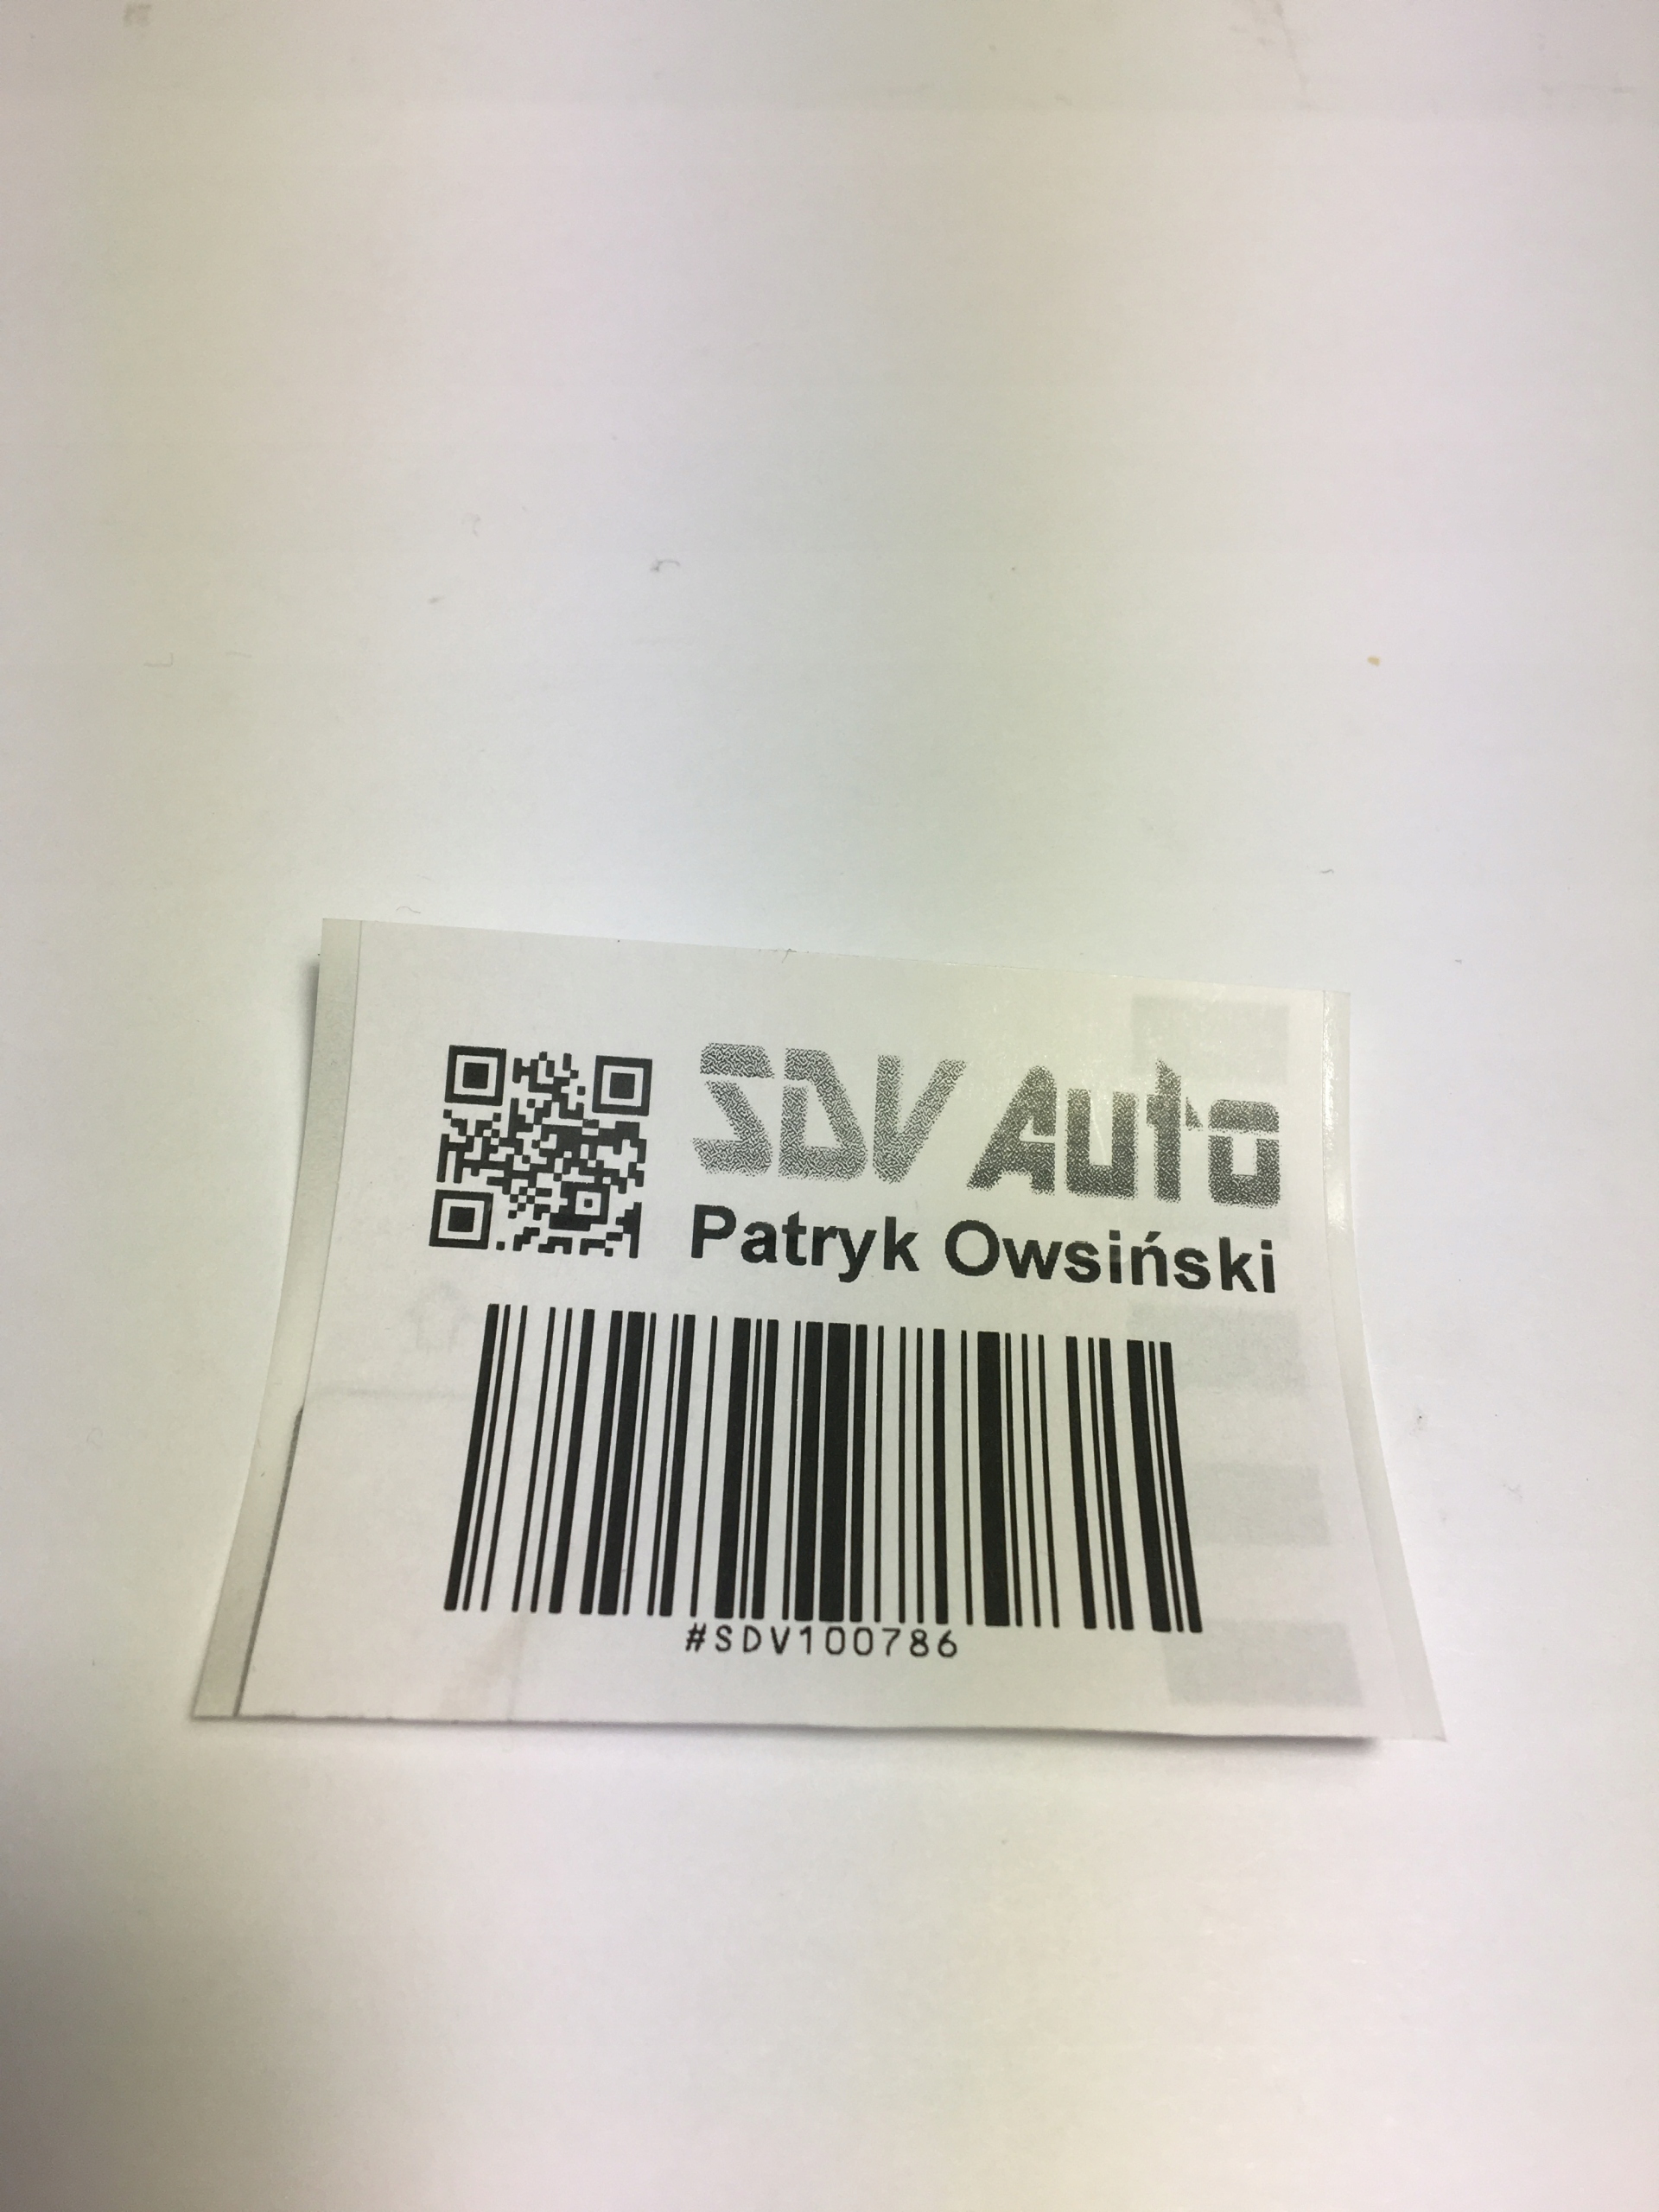 SDV Auto
Patryk Owsiński
#SDV100786